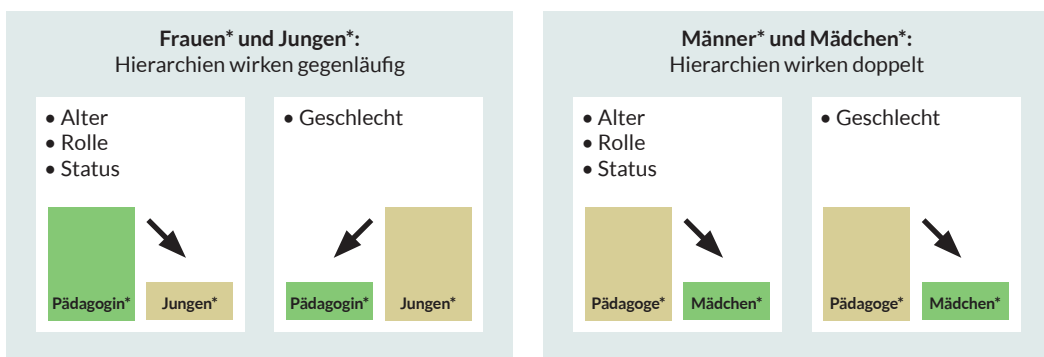 Frauen* und Jungen*:
Hierarchien wirken gegenläufig
• Alter
• Rolle
• Status
Pädagogin*
Jungen*
• Geschlecht
Pädagogin*
Jungen*
Männer* und Mädchen*:
Hierarchien wirken doppelt
• Alter
• Rolle
• Status
Pädagoge*
Mädchen*
• Geschlecht
Pädagoge*
Mädchen*